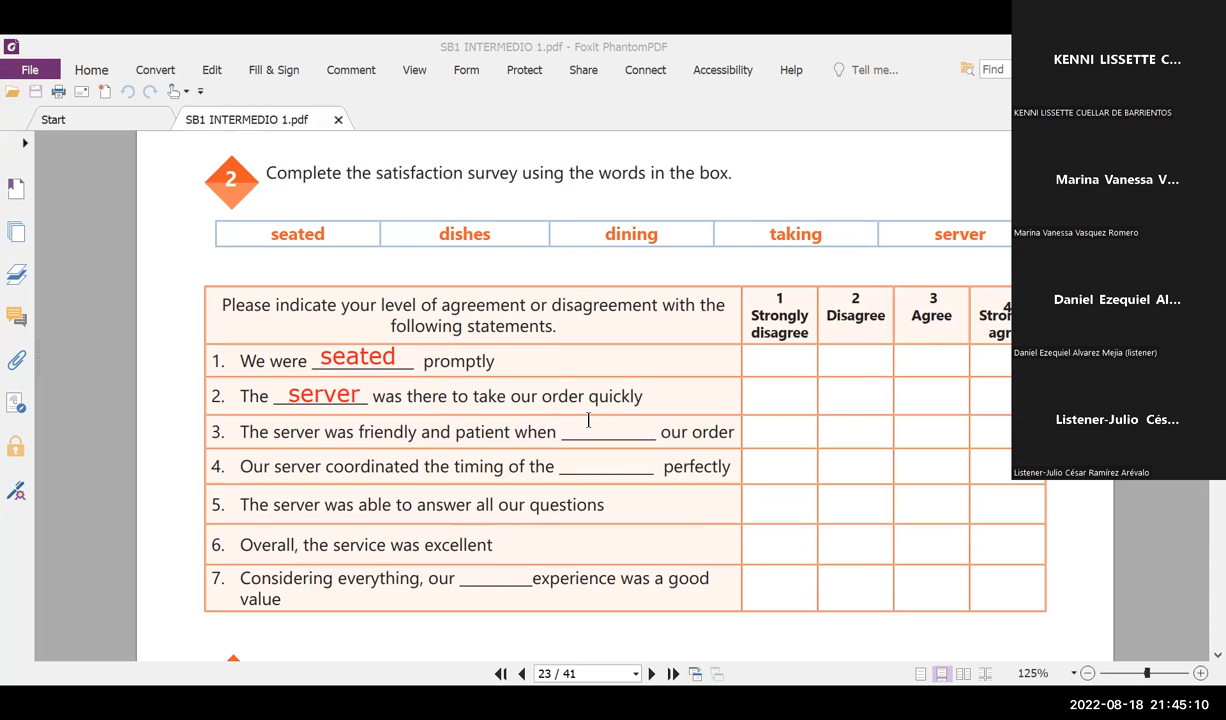 SB1 INTERMEDIO 1.pdf - Foxit PhantomPDF
File Home Convert Edit Fill & Sign Comment View Form Protect Share Connect Accessibility Help Tell me... Find
Start SB1 INTERMEDIO 1.pdf
2 Complete the satisfaction survey using the words in the box.
seated dishes dining taking server
Please indicate your level of agreement or disagreement with the
following statements.
1
Strongly
disagree
2
Disagree
3
Agree
4
1. We were seated promptly
2. The server was there to take our order quickly
3. The server was friendly and patient when __________ our order
4. Our server coordinated the timing of the __________ perfectly
5. The server was able to answer all our questions
6. Overall, the service was excellent
7. Considering everything, our ________experience was a good
value
KENNI LISSETTE C...
KENNI LISSETTE CUELLAR DE BARRIENTOS
Marina Vanessa V...
Marina Vanessa Vasquez Romero
Daniel Ezequiel Al...
Daniel Ezequiel Alvarez Mejia (listener)
Listener-Julio Cés...
Listener-Julio César Ramírez Arévalo
23 / 41
125%
2022-08-18 21:45:10